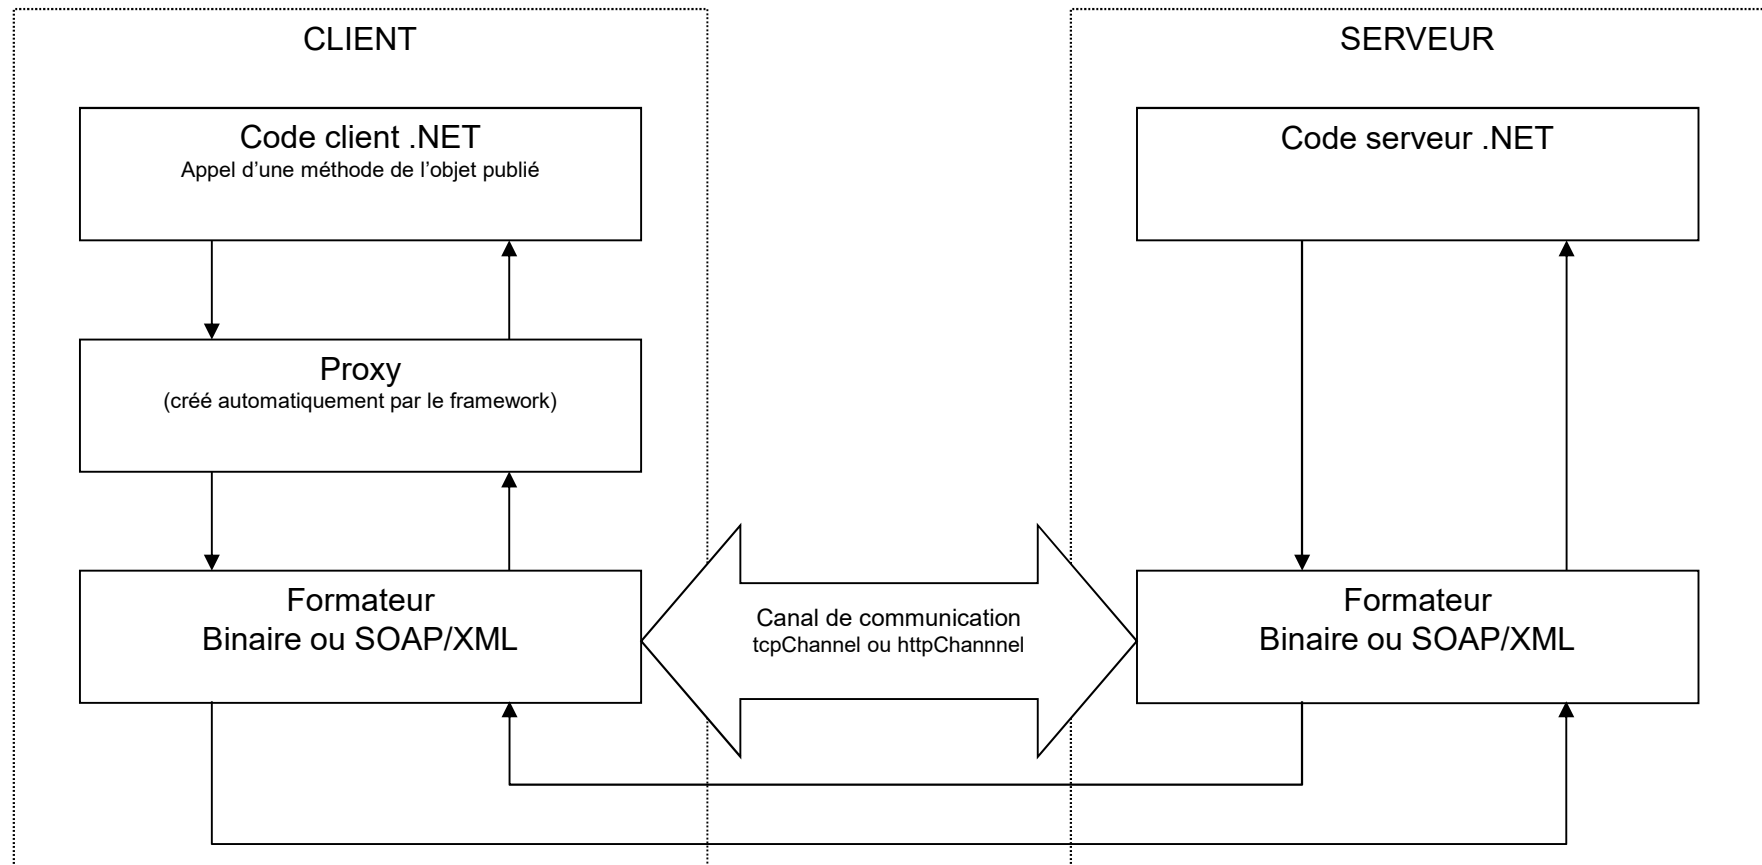 CLIENT
Code client .NET
Appel d’une méthode de l’objet publié
Proxy
(créé automatiquement par le framework)
Formateur
Binaire ou SOAP/XML
Canal de communication
tcpChannel ou httpChannnel
SERVEUR
Code serveur .NET
Formateur
Binaire ou SOAP/XML